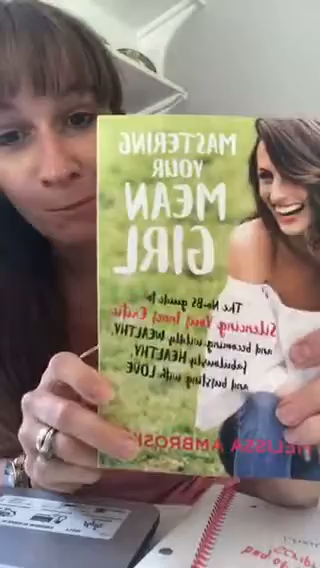 MASTERING
YOUR
MEAN
GIRL
The No-BS guide to
Silencing Your Inner Critic
and becoming wildly WEALTHY,
fabulously HEALTHY
and bursting with LOVE
MELISSA AMBROSI